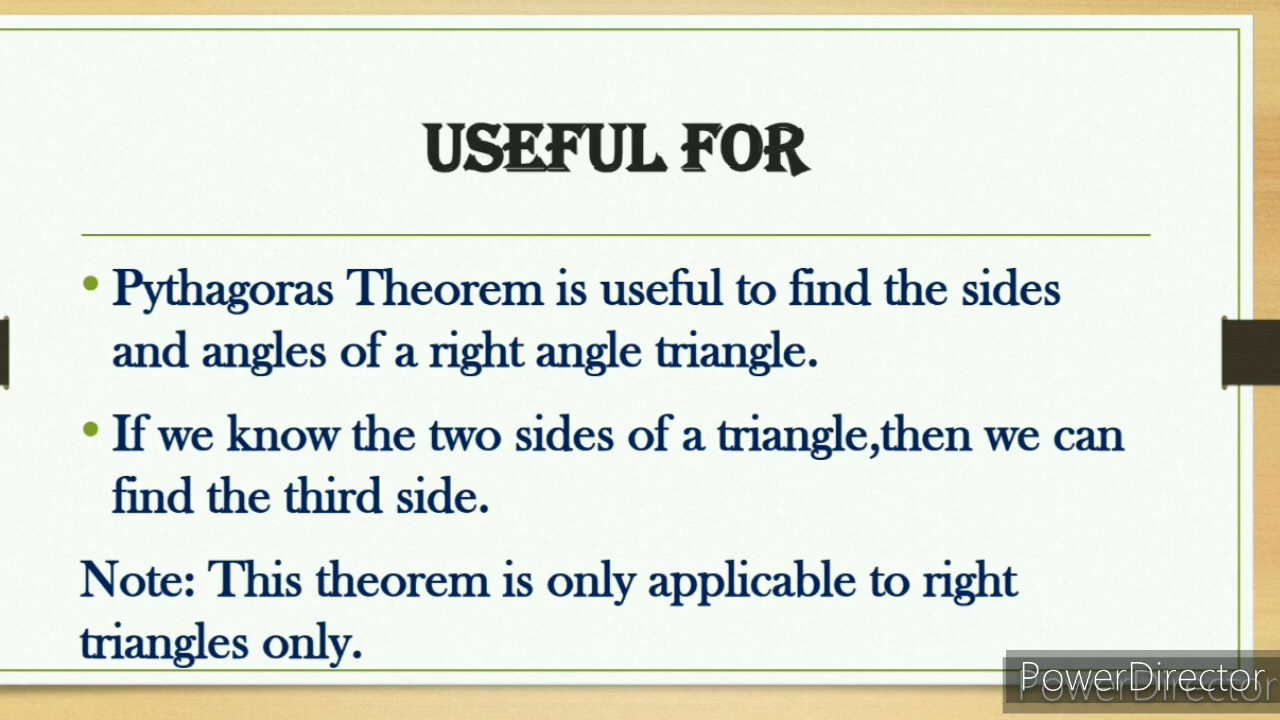 USEFUL FOR
• Pythagoras Theorem is useful to find the sides
and angles of a right angle triangle.
• If we know the two sides of a triangle,then we can
find the third side.
Note: This theorem is only applicable to right
triangles only.
PowerDirector